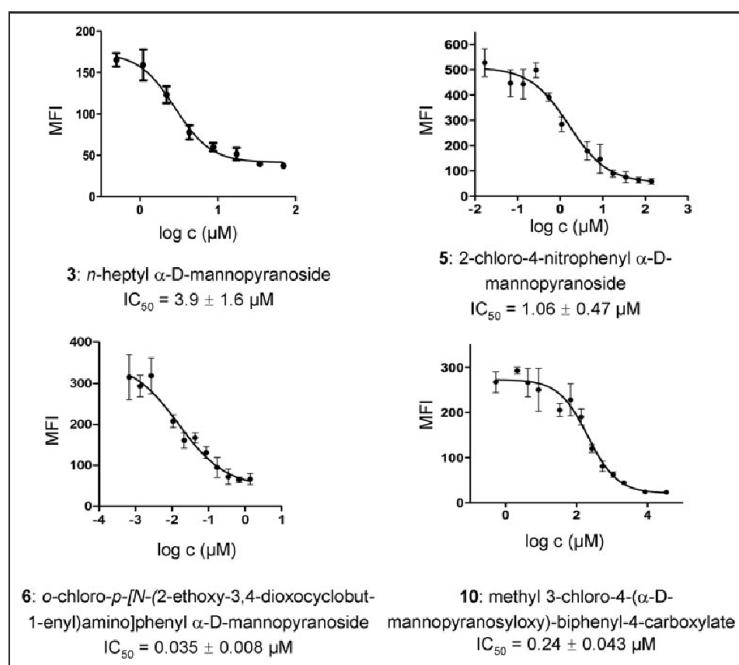 200
150
100
50
0
MFI
0
1
2
log c (μM)
3: n-heptyl α-D-mannopyranoside
IC50 = 3.9 ± 1.6 μM
600
500
400
300
200
100
0
MFI
-2
-1
0
1
2
3
log c (μM)
5: 2-chloro-4-nitrophenyl α-D-
mannopyranoside
IC50 = 1.06 ± 0.47 μM
400
300
200
100
0
MFI
-4
-3
-2
-1
0
1
log c (μM)
6: o-chloro-p-[N-(2-ethoxy-3,4-dioxocyclobut-
1-enyl)amino]phenyl α-D-mannopyranoside
IC50 = 0.035 ± 0.008 μM
300
200
100
0
MFI
0
2
4
log c (μM)
10: methyl 3-chloro-4-(α-D-
mannopyranosyloxy)-biphenyl-4-carboxylate
IC50 = 0.24 ± 0.043 μM